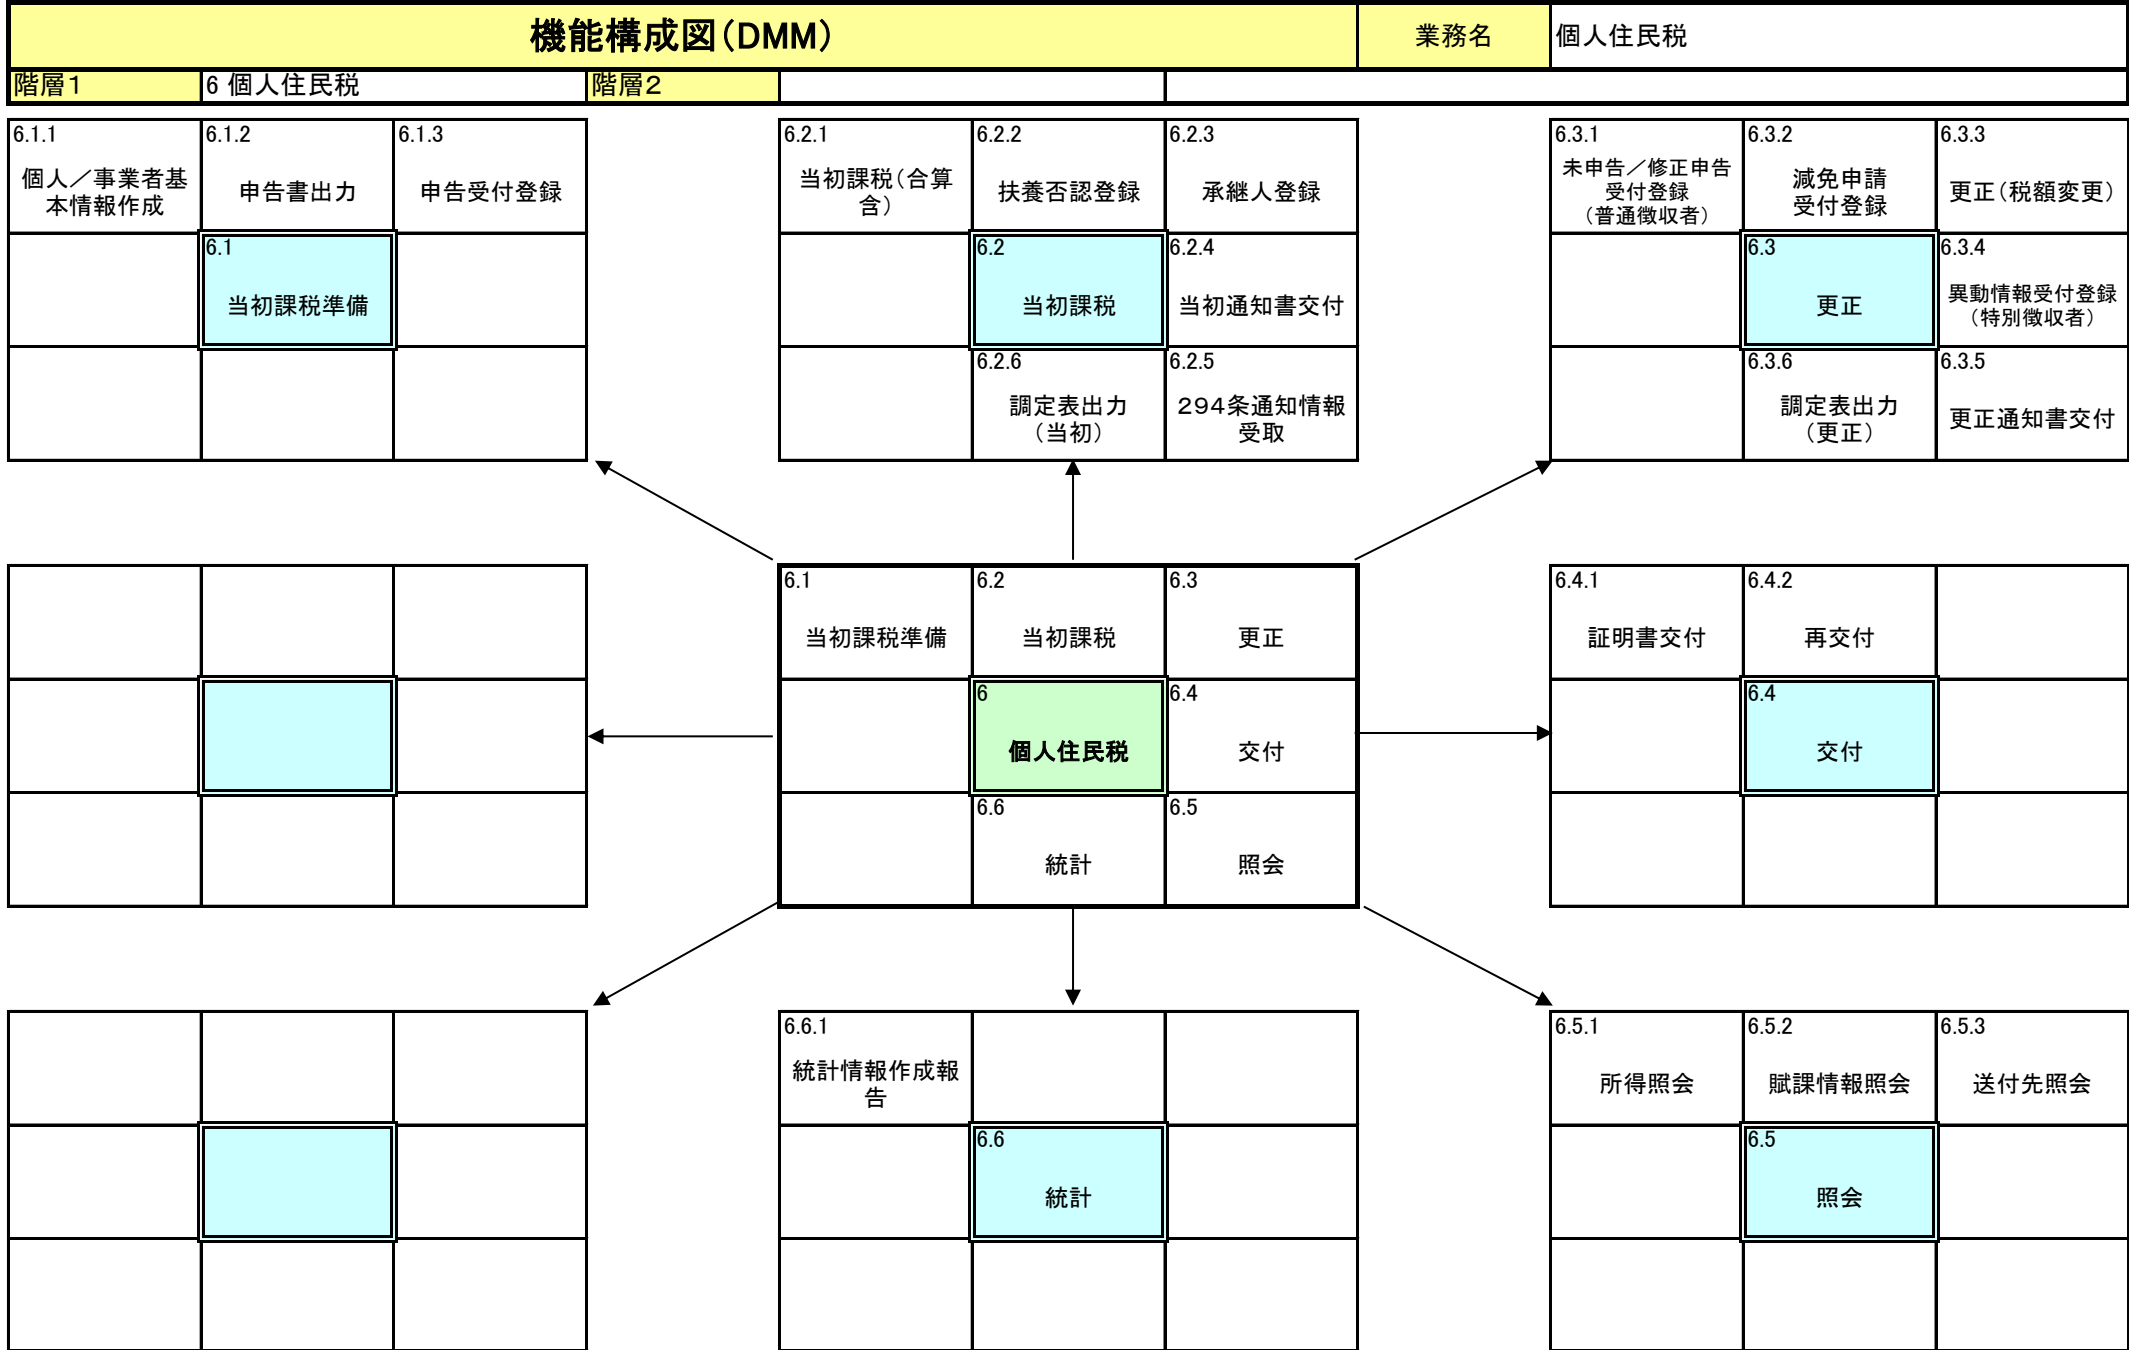 機能構成図（DMM）
業務名
個人住民税
階層１
6 個人住民税
階層２
6.1.1
個人／事業者基
本情報作成
6.1.2
申告書出力
6.1.3
申告受付登録
6.1
当初課税準備
6.2.1
当初課税（合算
含）
6.2.2
扶養否認登録
6.2.3
承継人登録
6.2
当初課税
6.2.4
当初通知書交付
6.2.6
調定表出力
（当初）
6.2.5
２９４条通知情報
受取
6.3.1
未申告／修正申告
受付登録
（普通徴収者）
6.3.2
減免申請
受付登録
6.3.3
更正（税額変更）
6.3
更正
6.3.4
異動情報受付登録
（特別徴収者）
6.3.6
調定表出力
（更正）
6.3.5
更正通知書交付
6.1
当初課税準備
6.2
当初課税
6.3
更正
6
個人住民税
6.4
交付
6.6
統計
6.5
照会
6.4.1
証明書交付
6.4.2
再交付
6.4
交付
6.6.1
統計情報作成報
告
6.6
統計
6.5.1
所得照会
6.5.2
賦課情報照会
6.5.3
送付先照会
6.5
照会